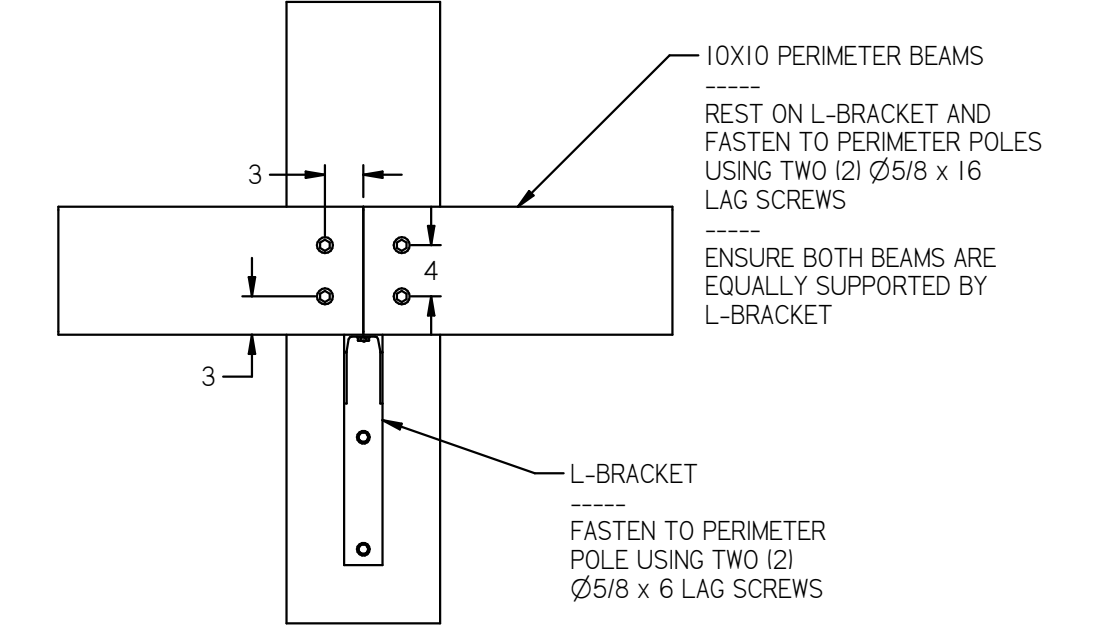 10X10 PERIMETER BEAMS
-----
REST ON L-BRACKET AND
FASTEN TO PERIMETER POLES
USING TWO (2) Ø5/8 x 16
LAG SCREWS
-----
ENSURE BOTH BEAMS ARE
EQUALLY SUPPORTED BY
L-BRACKET
3
4
3
L-BRACKET
-----
FASTEN TO PERIMETER
POLE USING TWO (2)
Ø5/8 x 6 LAG SCREWS